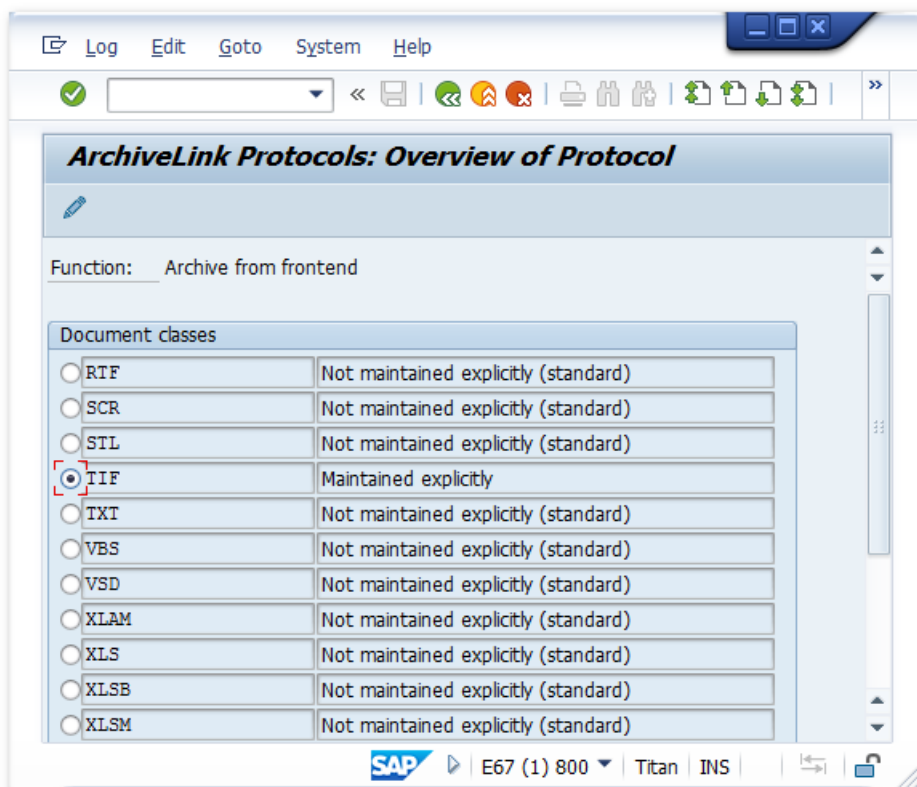 Log Edit Goto System Help
ArchiveLink Protocols: Overview of Protocol
Function: Archive from frontend
Document classes
RTF Not maintained explicitly (standard)
SCR Not maintained explicitly (standard)
STL Not maintained explicitly (standard)
TIF Maintained explicitly
TXT Not maintained explicitly (standard)
VBS Not maintained explicitly (standard)
VSD Not maintained explicitly (standard)
XLAM Not maintained explicitly (standard)
XLS Not maintained explicitly (standard)
XLSB Not maintained explicitly (standard)
XLSM Not maintained explicitly (standard)
SAP E67 (1) 800 Titan INS